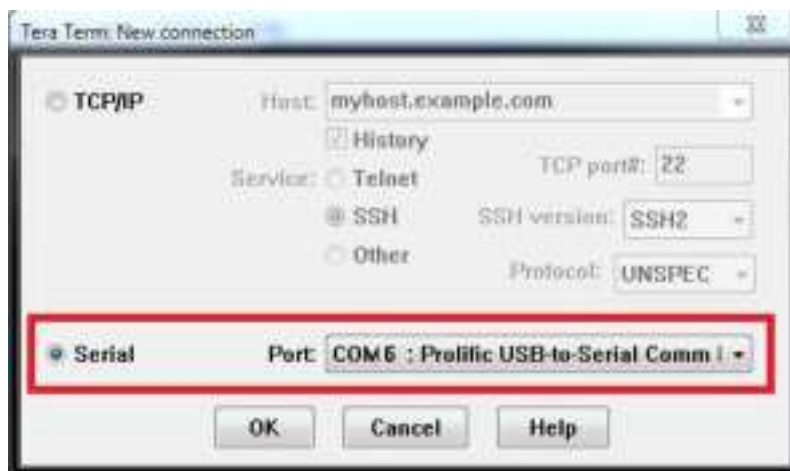 Tera Term: New connection
TCP/IP
Host: myhost.example.com
History
Service: Telnet
TCP port#: 22
SSH
SSH version: SSH2
Other
Protocol: UNSPEC
Serial
Port: COM6 : Prolific USB-to-Serial Comm
OK Cancel Help